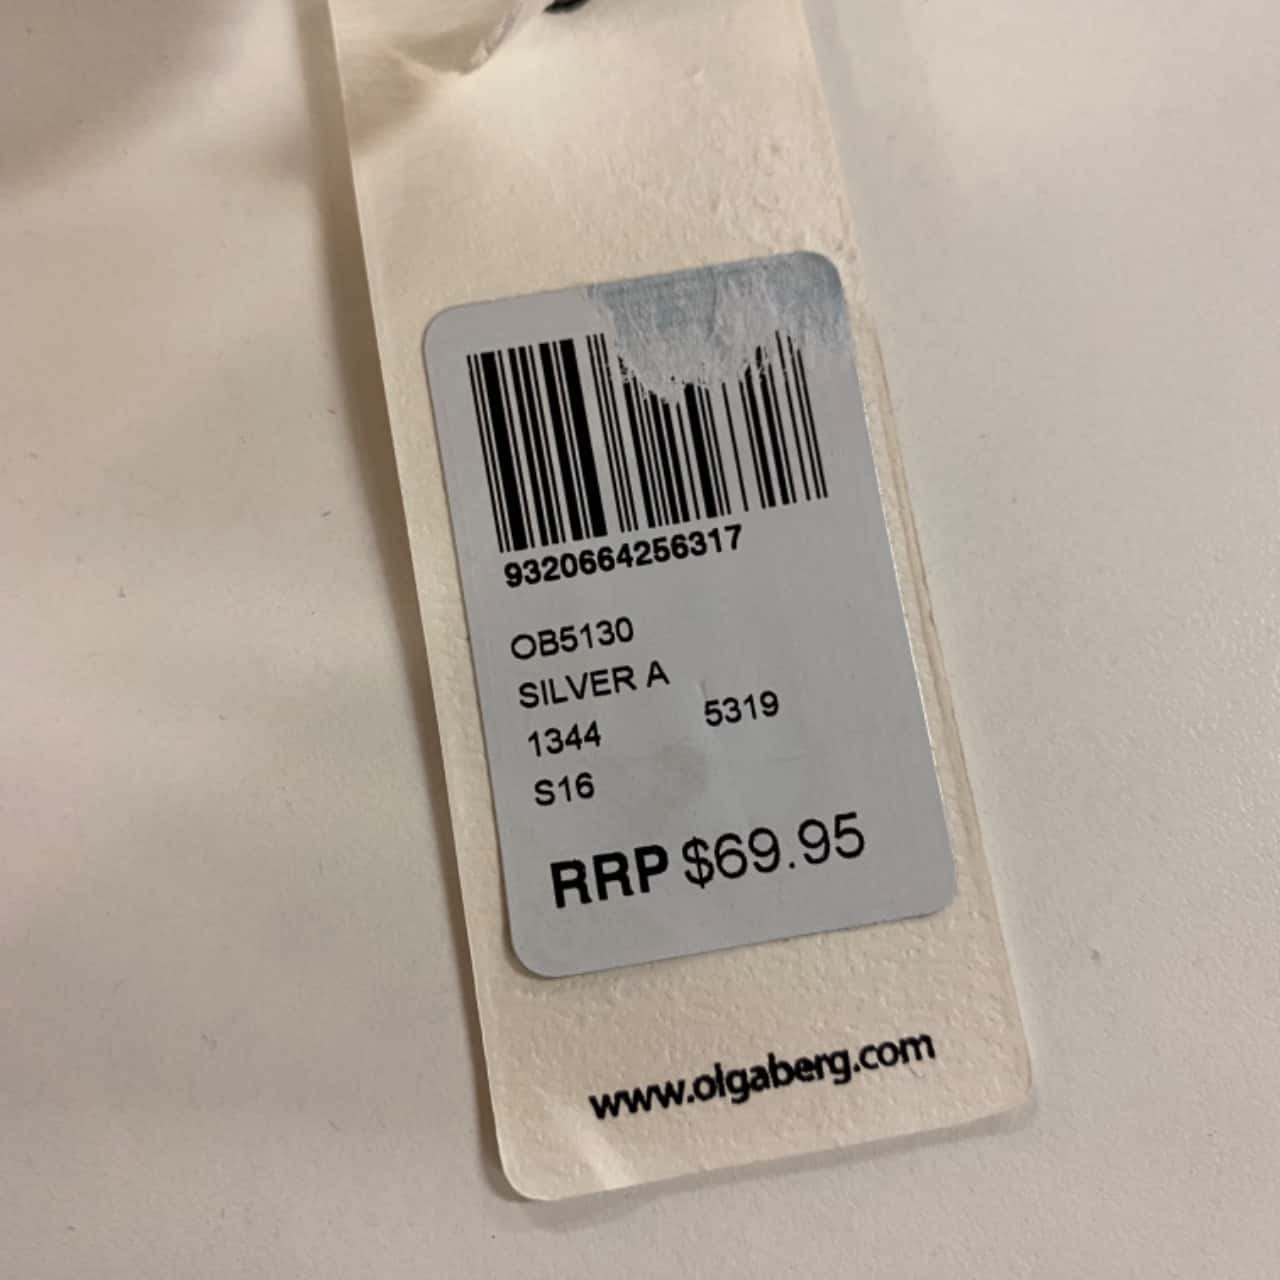 9320664256317
OB5130
SILVER A
1344 5319
S16
RRP $69.95
www.olgaberg.com